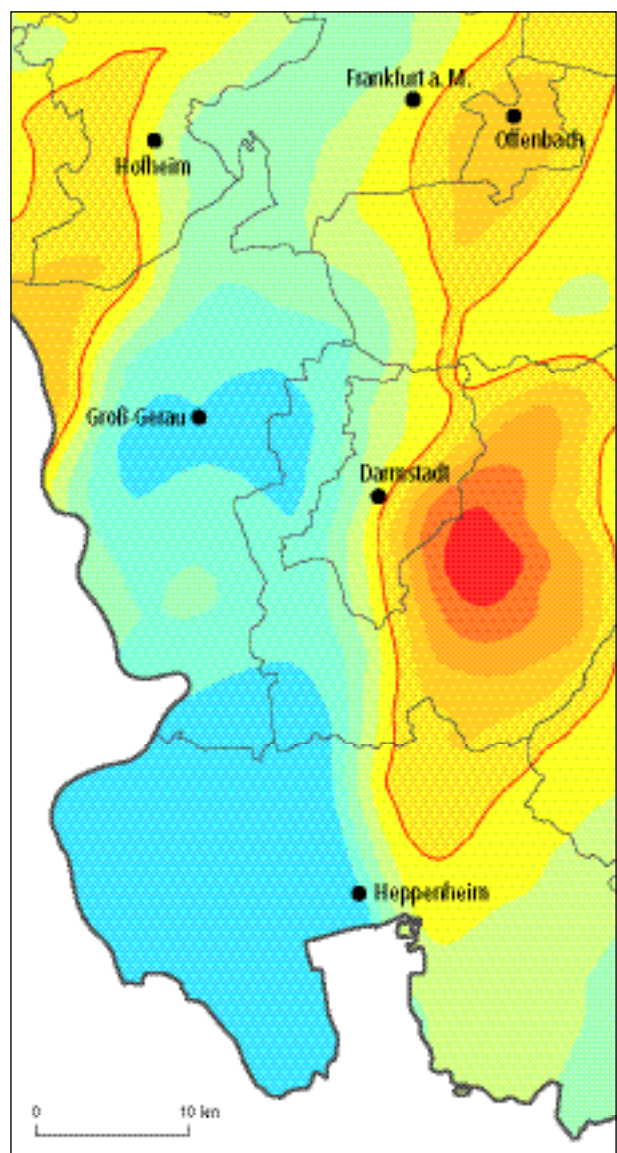 Frankfurt a. M.
Offenbach
Hofheim
Groß-Gerau
Darmstadt
Heppenheim
0 10 km